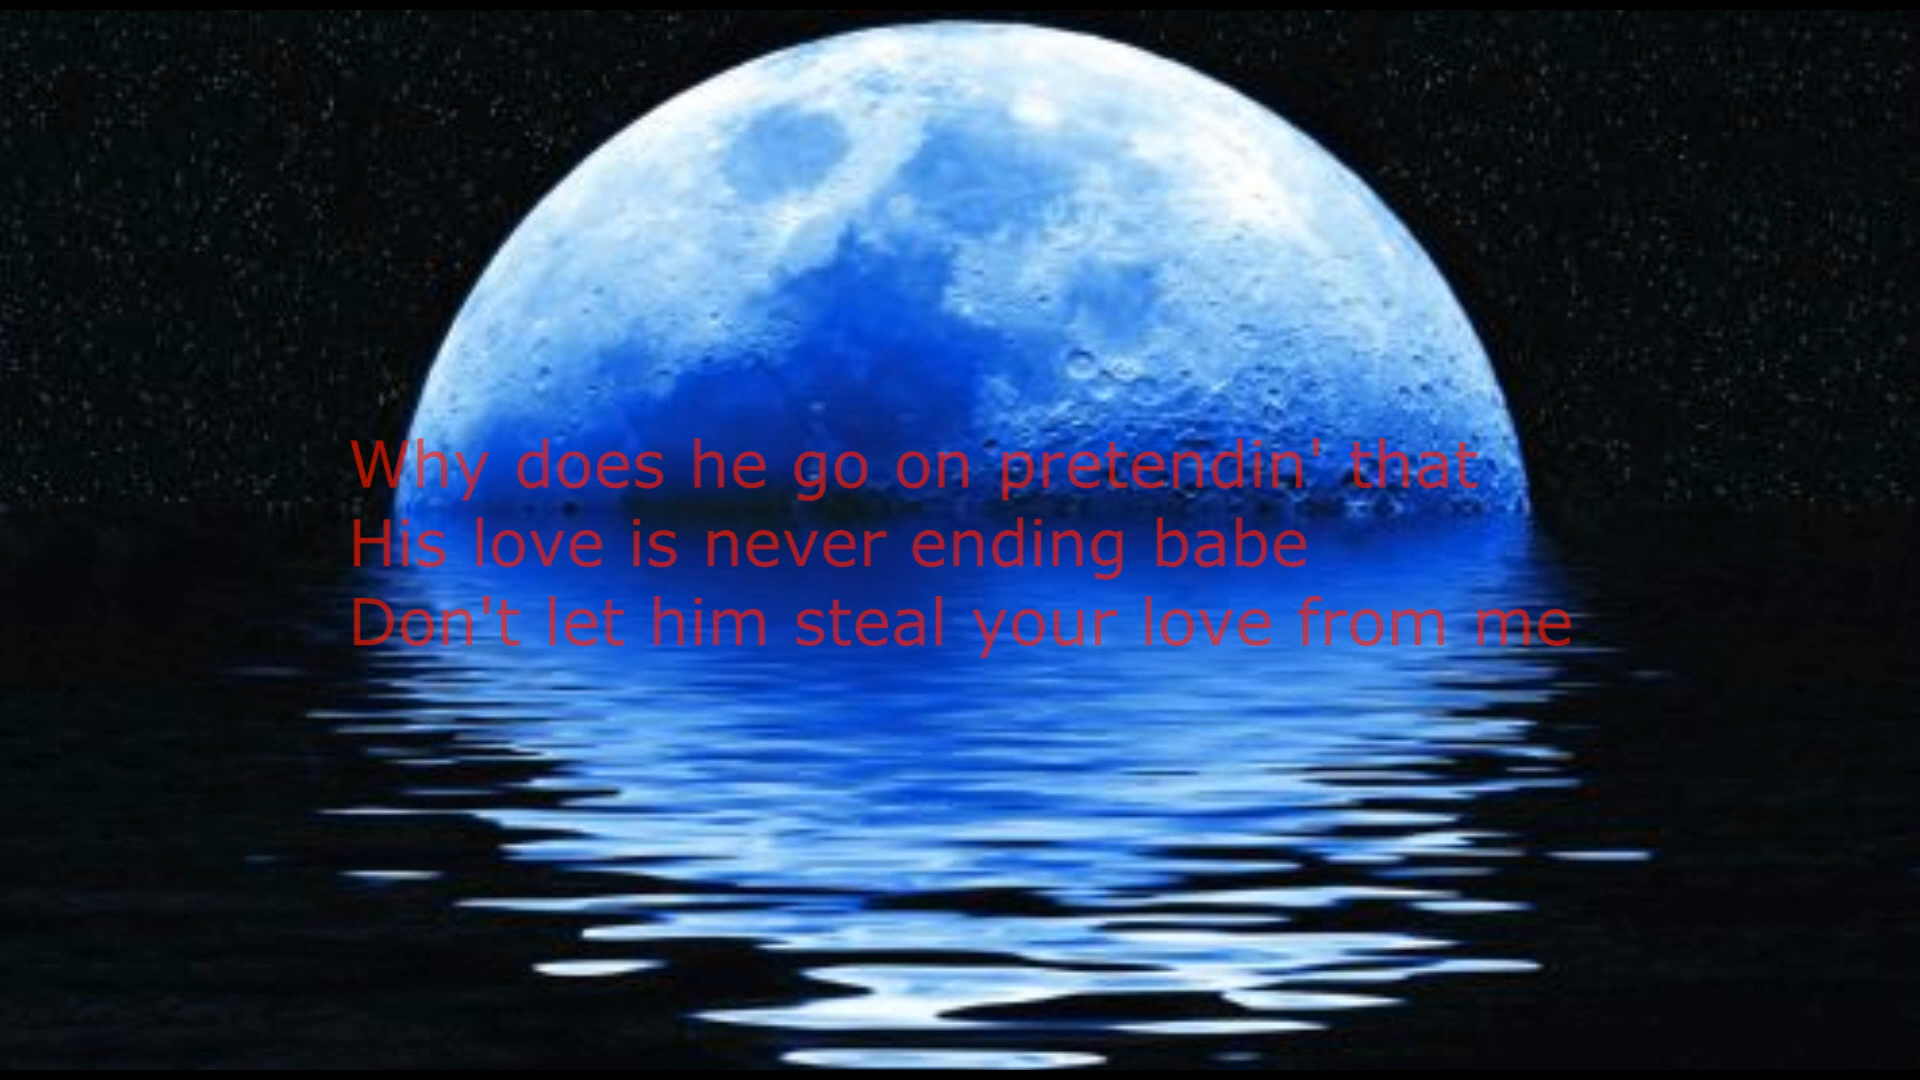 Why does he go on pretendin' that
His love is never ending babe
Don't let him steal your love from me